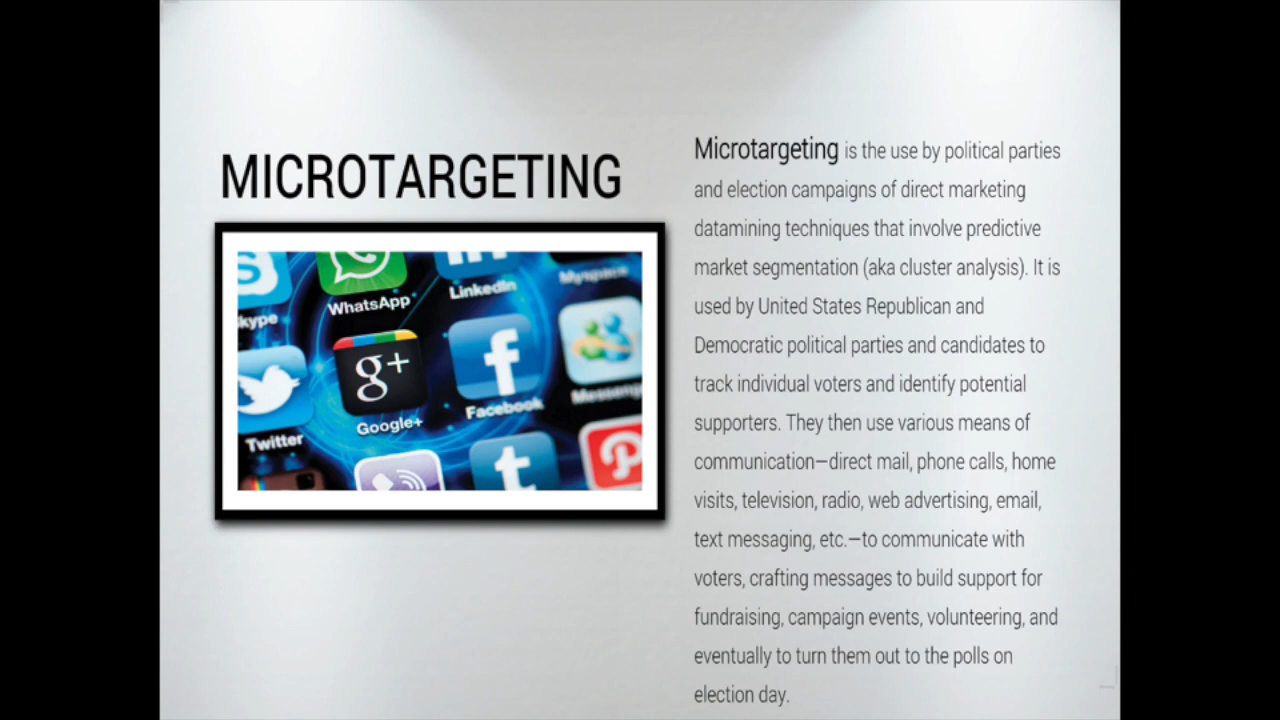 MICROTARGETING
WhatsApp
LinkedIn
Myspace
kype
g+
Facebook
Messeng
Google+
Twitter
Microtargeting is the use by political parties
and election campaigns of direct marketing
datamining techniques that involve predictive
market segmentation (aka cluster analysis). It is
used by United States Republican and
Democratic political parties and candidates to
track individual voters and identify potential
supporters. They then use various means of
communication—direct mail, phone calls, home
visits, television, radio, web advertising, email,
text messaging, etc.—to communicate with
voters, crafting messages to build support for
fundraising, campaign events, volunteering, and
eventually to turn them out to the polls on
election day.